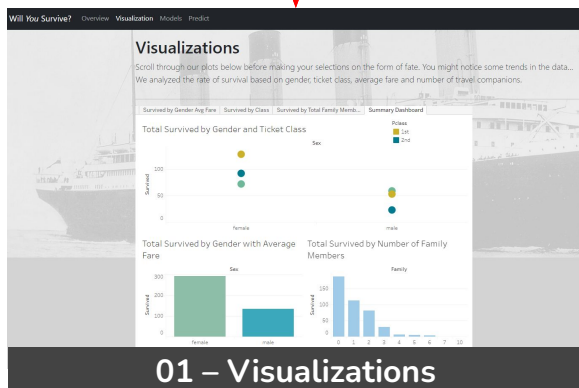 Will You Survive? Overview Visualization Models Predict
Visualizations
Scroll through our plots below before making your selections on the form of fate. You might notice some trends in the data...
We analyzed the rate of survival based on gender, ticket class, average fare and number of travel companions.
Survived by Gender Avg Fare Survived by Class Survived by Total Family Memb... Summary Dashboard
Total Survived by Gender and Ticket Class
Pclass
1st
2nd
Sex
Survived
100
50
0
female male
Total Survived by Gender with Average
Fare
Sex
Survived
300
200
100
0
female male
Total Survived by Number of Family
Members
Family
Survived
150
100
50
0
0 1 2 3 4 5 6 7 10
01 – Visualizations